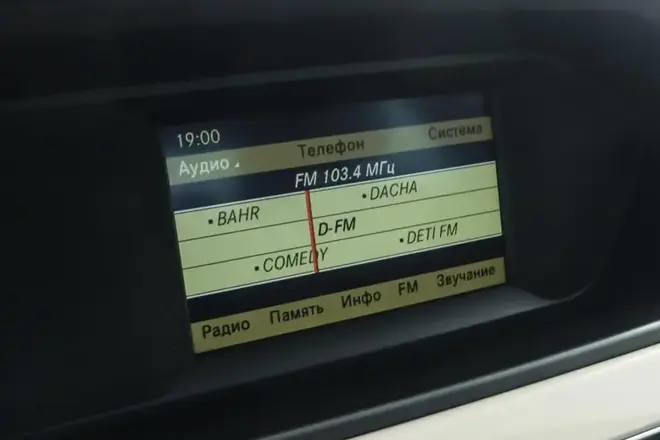 19:00
Аудио Телефон Система
FM 103.4 МГц
• BAHR • DACHA
D-FM
• COMEDY • DETI FM
Радио Память Инфо FM Звучание